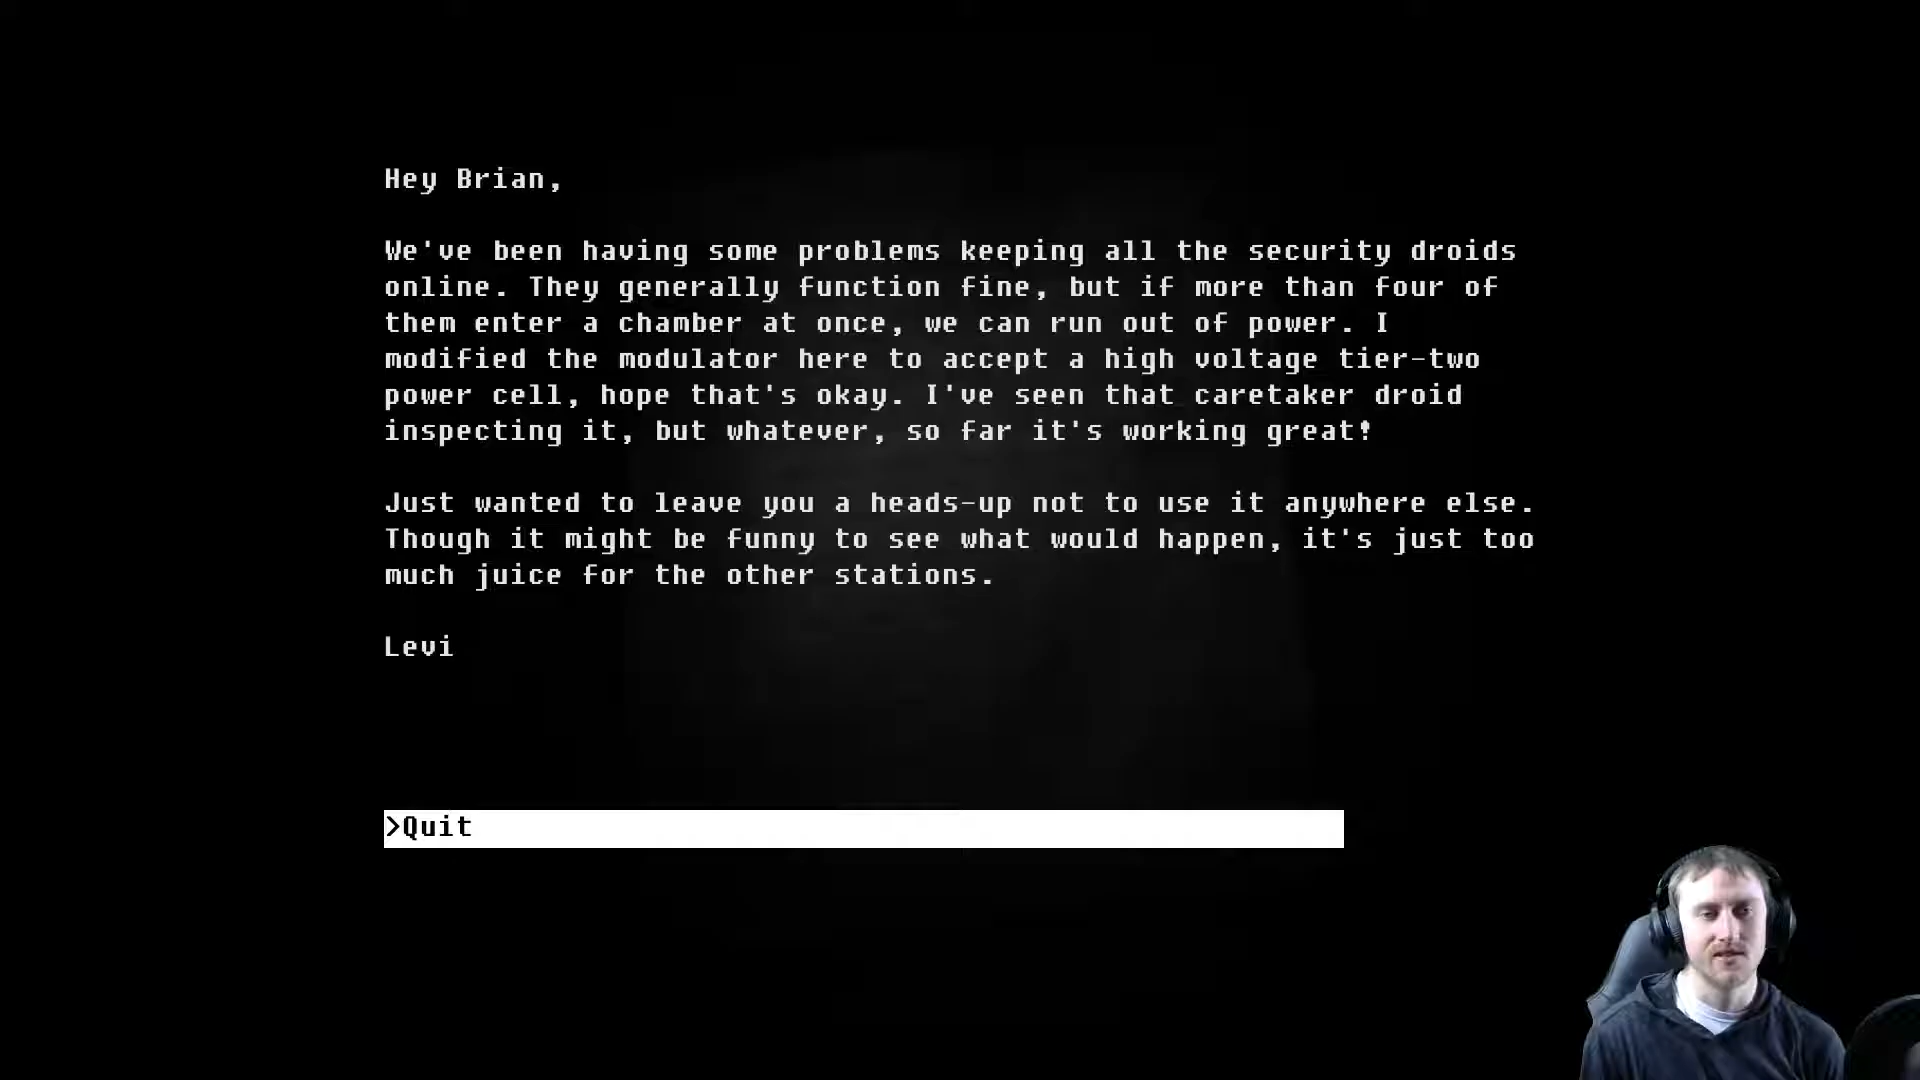 Hey Brian,
We've been having some problems keeping all the security droids
online. They generally function fine, but if more than four of
them enter a chamber at once, we can run out of power. I
modified the modulator here to accept a high voltage tier-two
power cell, hope that's okay. I've seen that caretaker droid
inspecting it, but whatever, so far it's working great!
Just wanted to leave you a heads-up not to use it anywhere else.
Though it might be funny to see what would happen, it's just too
much juice for the other stations.
Levi
>Quit